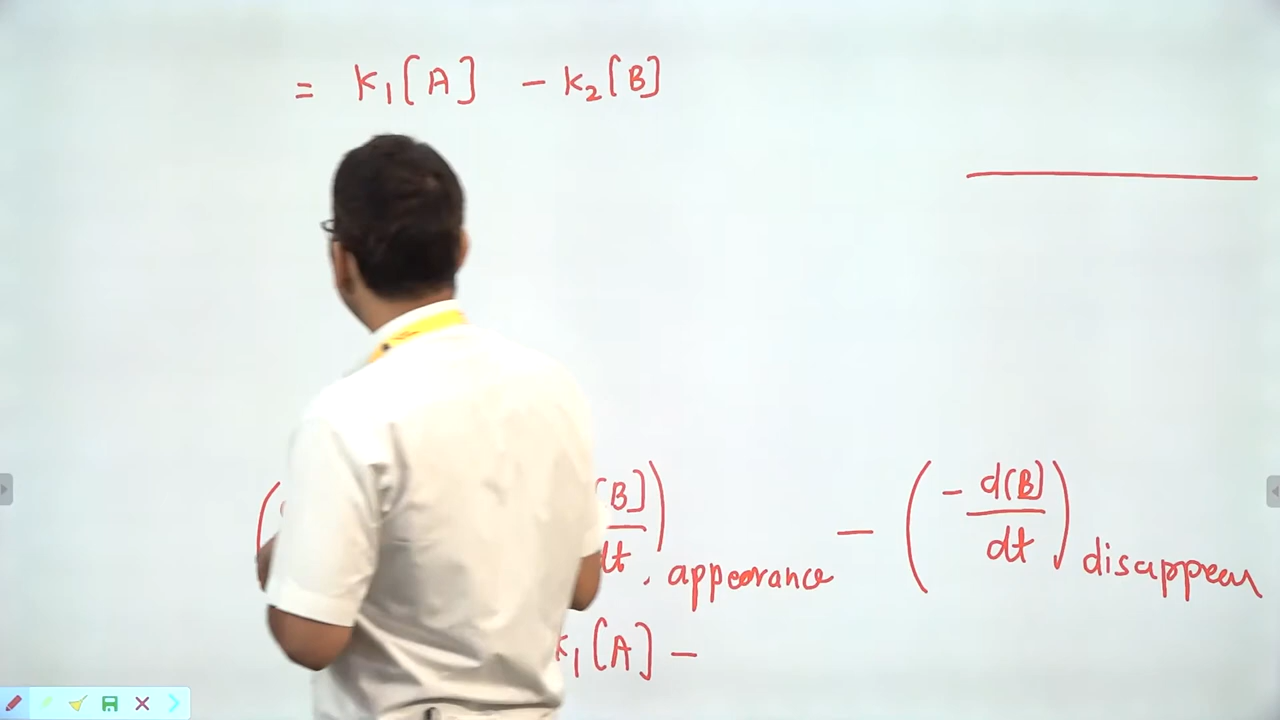 = K₁[A] - K₂[B]
[B] / dt) appearance - (- d[B] / dt) disappear
k₁[A] -